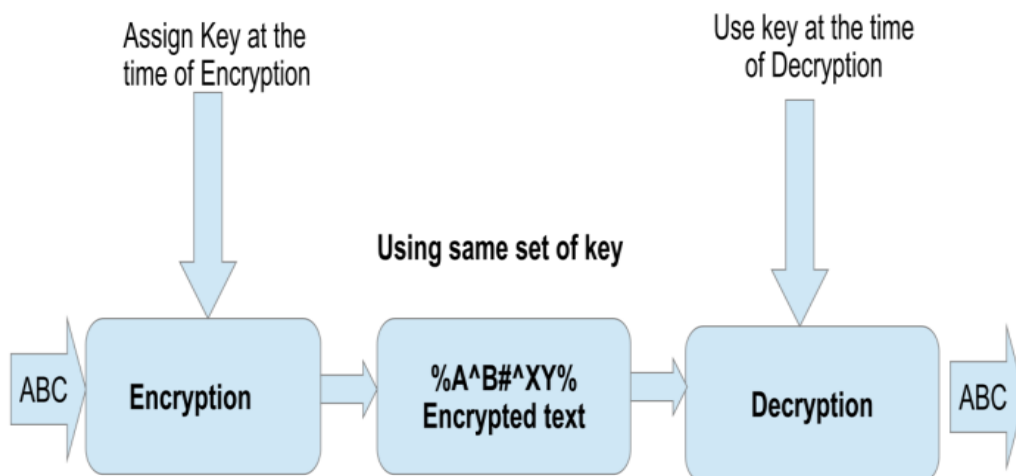 Assign Key at the
time of Encryption
Use key at the time
of Decryption
Using same set of key
ABC
Encryption
%A^B#^XY%
Encrypted text
Decryption
ABC